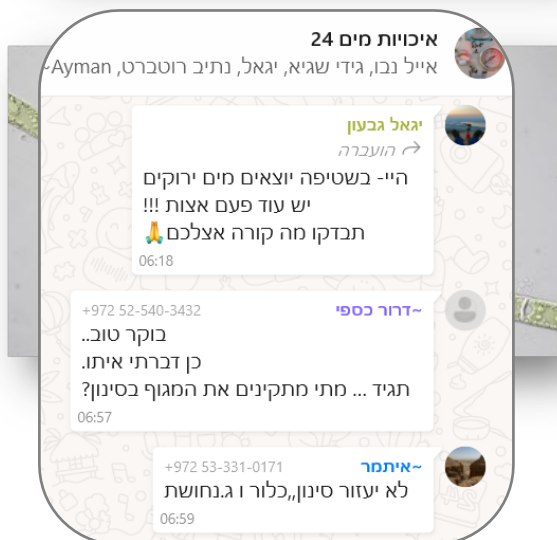 איכויות מים 24
אייל נבו, גידי שגיא, יגאל, נתיב רוטברט, Ayman~
יגאל גבעון
הועברה
היי- בשטיפה יוצאים מים ירוקים
יש עוד פעם אצות !!!
תבדקו מה קורה אצלכם🙏
06:18
~דרור כספי
+972 52-540-3432
בוקר טוב..
כן דברתי איתו.
תגיד ... מתי מתקינים את המגוף בסינון?
06:57
~איתמר
+972 53-331-0171
לא יעזור סינון,,כלור ו ג.נחושת
06:59